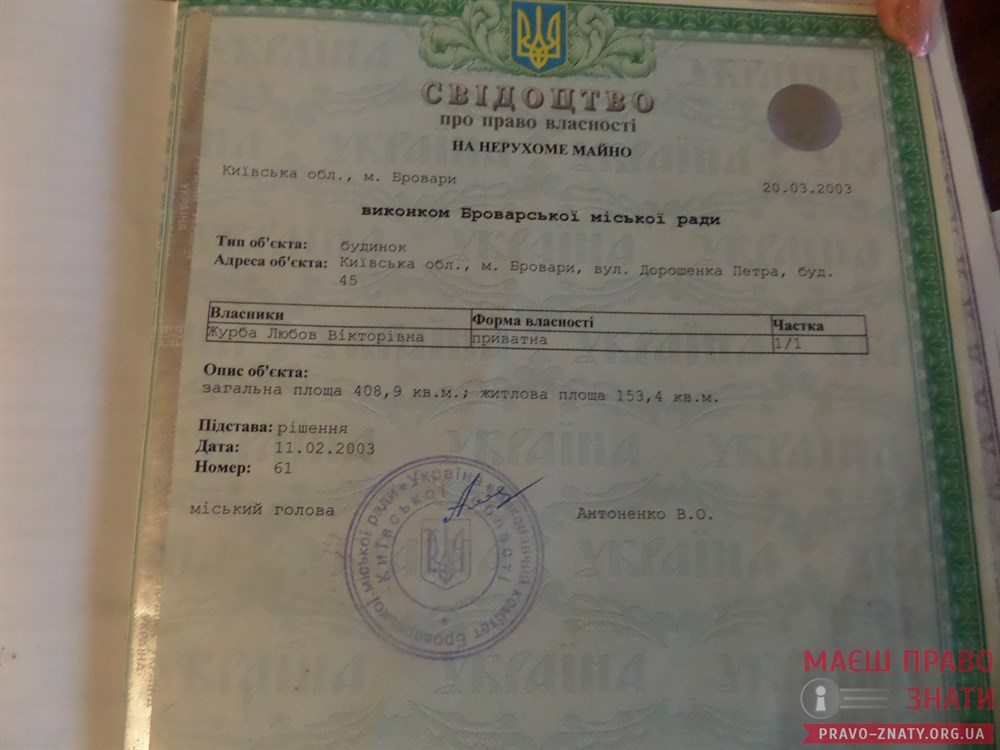 СВІДОЦТВО
про право власності
НА НЕРУХОМЕ МАЙНО
Київська обл., м. Бровари
20.03.2003
виконком Броварської міської ради
Тип об'єкта: будинок
Адреса об'єкта: Київська обл., м. Бровари, вул. Дорошенка Петра, буд.
45
Власники Форма власності Частка
Журба Любов Вікторівна приватна 1/1
Опис об'єкта:
загальна площа 408,9 кв.м.; житлова площа 153,4 кв.м.
Підстава: рішення
Дата: 11.02.2003
Номер: 61
міський голова Антоненко В.О.
Україна * Виконавчий комітет Броварської міської ради *
Київської області
МАЄШ ПРАВО
ЗНАТИ
PRAVO-ZNATY.ORG.UA